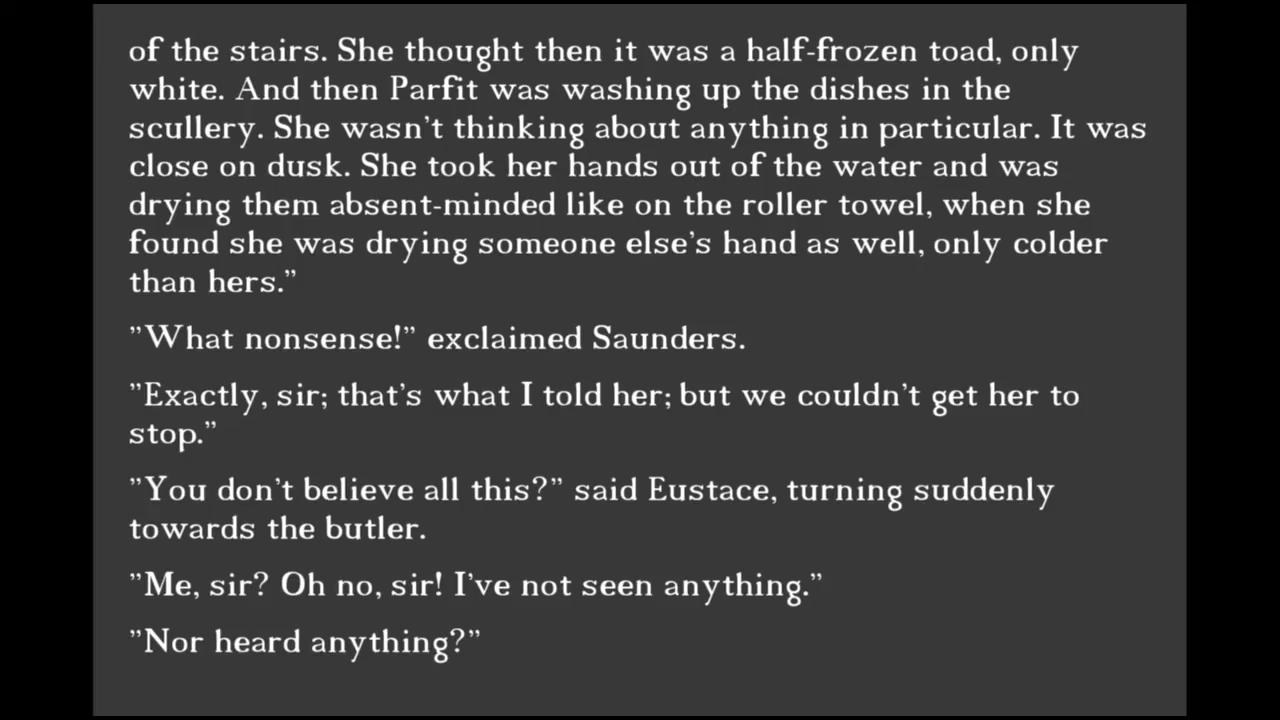 of the stairs. She thought then it was a half-frozen toad, only
white. And then Parfit was washing up the dishes in the
scullery. She wasn’t thinking about anything in particular. It was
close on dusk. She took her hands out of the water and was
drying them absent-minded like on the roller towel, when she
found she was drying someone else’s hand as well, only colder
than hers.”
”What nonsense!” exclaimed Saunders.
”Exactly, sir; that’s what I told her; but we couldn’t get her to
stop.”
”You don’t believe all this?” said Eustace, turning suddenly
towards the butler.
”Me, sir? Oh no, sir! I’ve not seen anything.”
”Nor heard anything?”